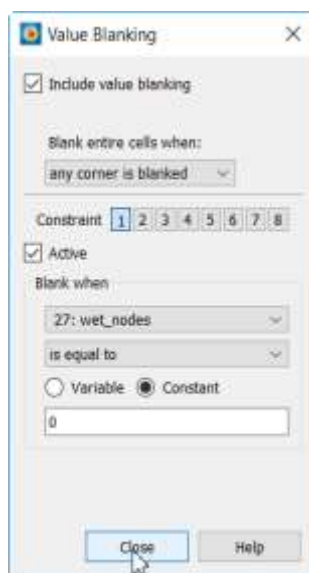 Value Blanking
Include value blanking
Blank entire cells when:
any corner is blanked
Constraint 1 2 3 4 5 6 7 8
Active
Blank when
27: wet_nodes
is equal to
Variable Constant
0
Close Help